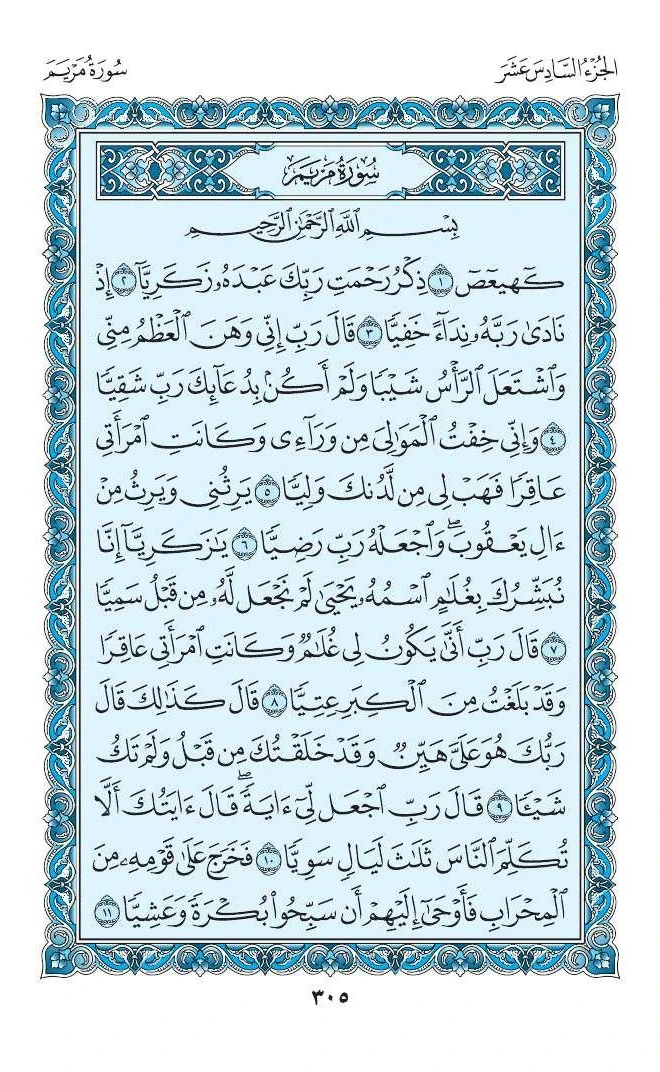 الجُزْءُ السَّادِسَ عَشَرَ
سُورَةُ مَرْيَمَ
سُورَةُ مَرْيَمَ
بِسْمِ ٱللَّهِ ٱلرَّحْمَٰنِ ٱلرَّحِيمِ
كٓهيعٓصٓ ١ ذِكْرُ رَحْمَتِ رَبِّكَ عَبْدَهُۥ زَكَرِيَّآ ٢ إِذْ
نَادَىٰ رَبَّهُۥ نِدَآءً خَفِيًّا ٣ قَالَ رَبِّ إِنِّى وَهَنَ ٱلْعَظْمُ مِنِّى
وَٱشْتَعَلَ ٱلرَّأْسُ شَيْبًا وَلَمْ أَكُنۢ بِدُعَآئِكَ رَبِّ شَقِيًّا
٤ وَإِنِّى خِفْتُ ٱلْمَوَٰلِىَ مِن وَرَآءِى وَكَانَتِ ٱمْرَأَتِى
عَاقِرًا فَهَبْ لِى مِن لَّدُنكَ وَلِيًّا ٥ يَرِثُنِى وَيَرِثُ مِنْ
ءَالِ يَعْقُوبَ ۖ وَٱجْعَلْهُ رَبِّ رَضِيًّا ٦ يَٰزَكَرِيَّآ إِنَّا
نُبَشِّرُكَ بِغُلَٰمٍ ٱسْمُهُۥ يَحْيَىٰ لَمْ نَجْعَل لَّهُۥ مِن قَبْلُ سَمِيًّا
٧ قَالَ رَبِّ أَنَّىٰ يَكُونُ لِى غُلَٰمٌ وَكَانَتِ ٱمْرَأَتِى عَاقِرًا
وَقَدْ بَلَغْتُ مِنَ ٱلْكِبَرِ عِتِيًّا ٨ قَالَ كَذَٰلِكَ قَالَ
رَبُّكَ هُوَ عَلَىَّ هَيِّنٌ وَقَدْ خَلَقْتُكَ مِن قَبْلُ وَلَمْ تَكُ
شَيْـًٔا ٩ قَالَ رَبِّ ٱجْعَل لِّىٓ ءَايَةً ۚ قَالَ ءَايَتُكَ أَلَّا
تُكَلِّمَ ٱلنَّاسَ ثَلَٰثَ لَيَالٍ سَوِيًّا ١٠ فَخَرَجَ عَلَىٰ قَوْمِهِۦ مِنَ
ٱلْمِحْرَابِ فَأَوْحَىٰٓ إِلَيْهِمْ أَن سَبِّحُوا۟ بُكْرَةً وَعَشِيًّا ١١
٣٠٥